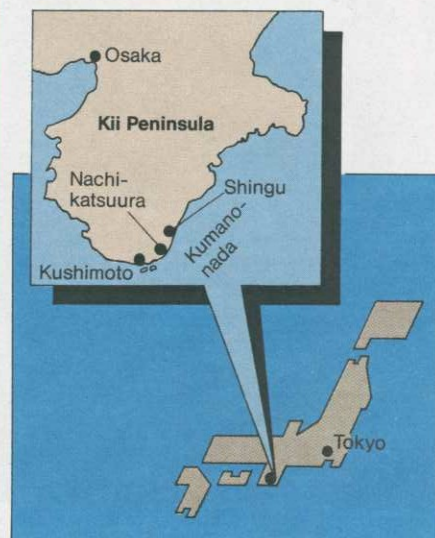 Osaka
Kii Peninsula
Nachi-
katsuura
Shingu
Kumano-
nada
Kushimoto
Tokyo